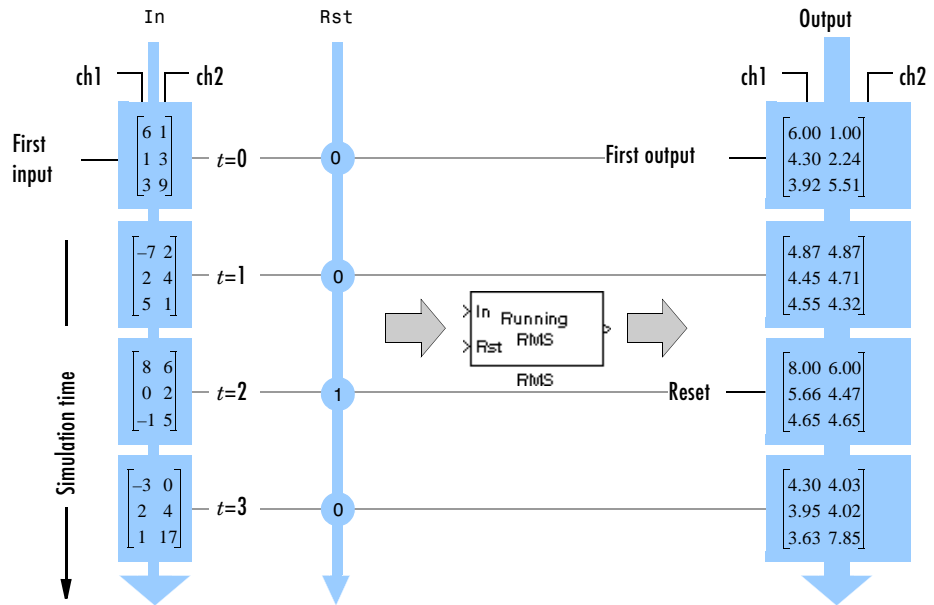 In
Rst
Output
ch1
ch2
ch1
ch2
First input
6 1
1 3
3 9
t=0
0
First output
6.00 1.00
4.30 2.24
3.92 5.51
–7 2
2 4
5 1
t=1
0
4.87 4.87
4.45 4.71
4.55 4.32
In
Rst
Running
RMS
RMS
Simulation time
8 6
0 2
–1 5
t=2
1
Reset
8.00 6.00
5.66 4.47
4.65 4.65
–3 0
2 4
1 17
t=3
0
4.30 4.03
3.95 4.02
3.63 7.85